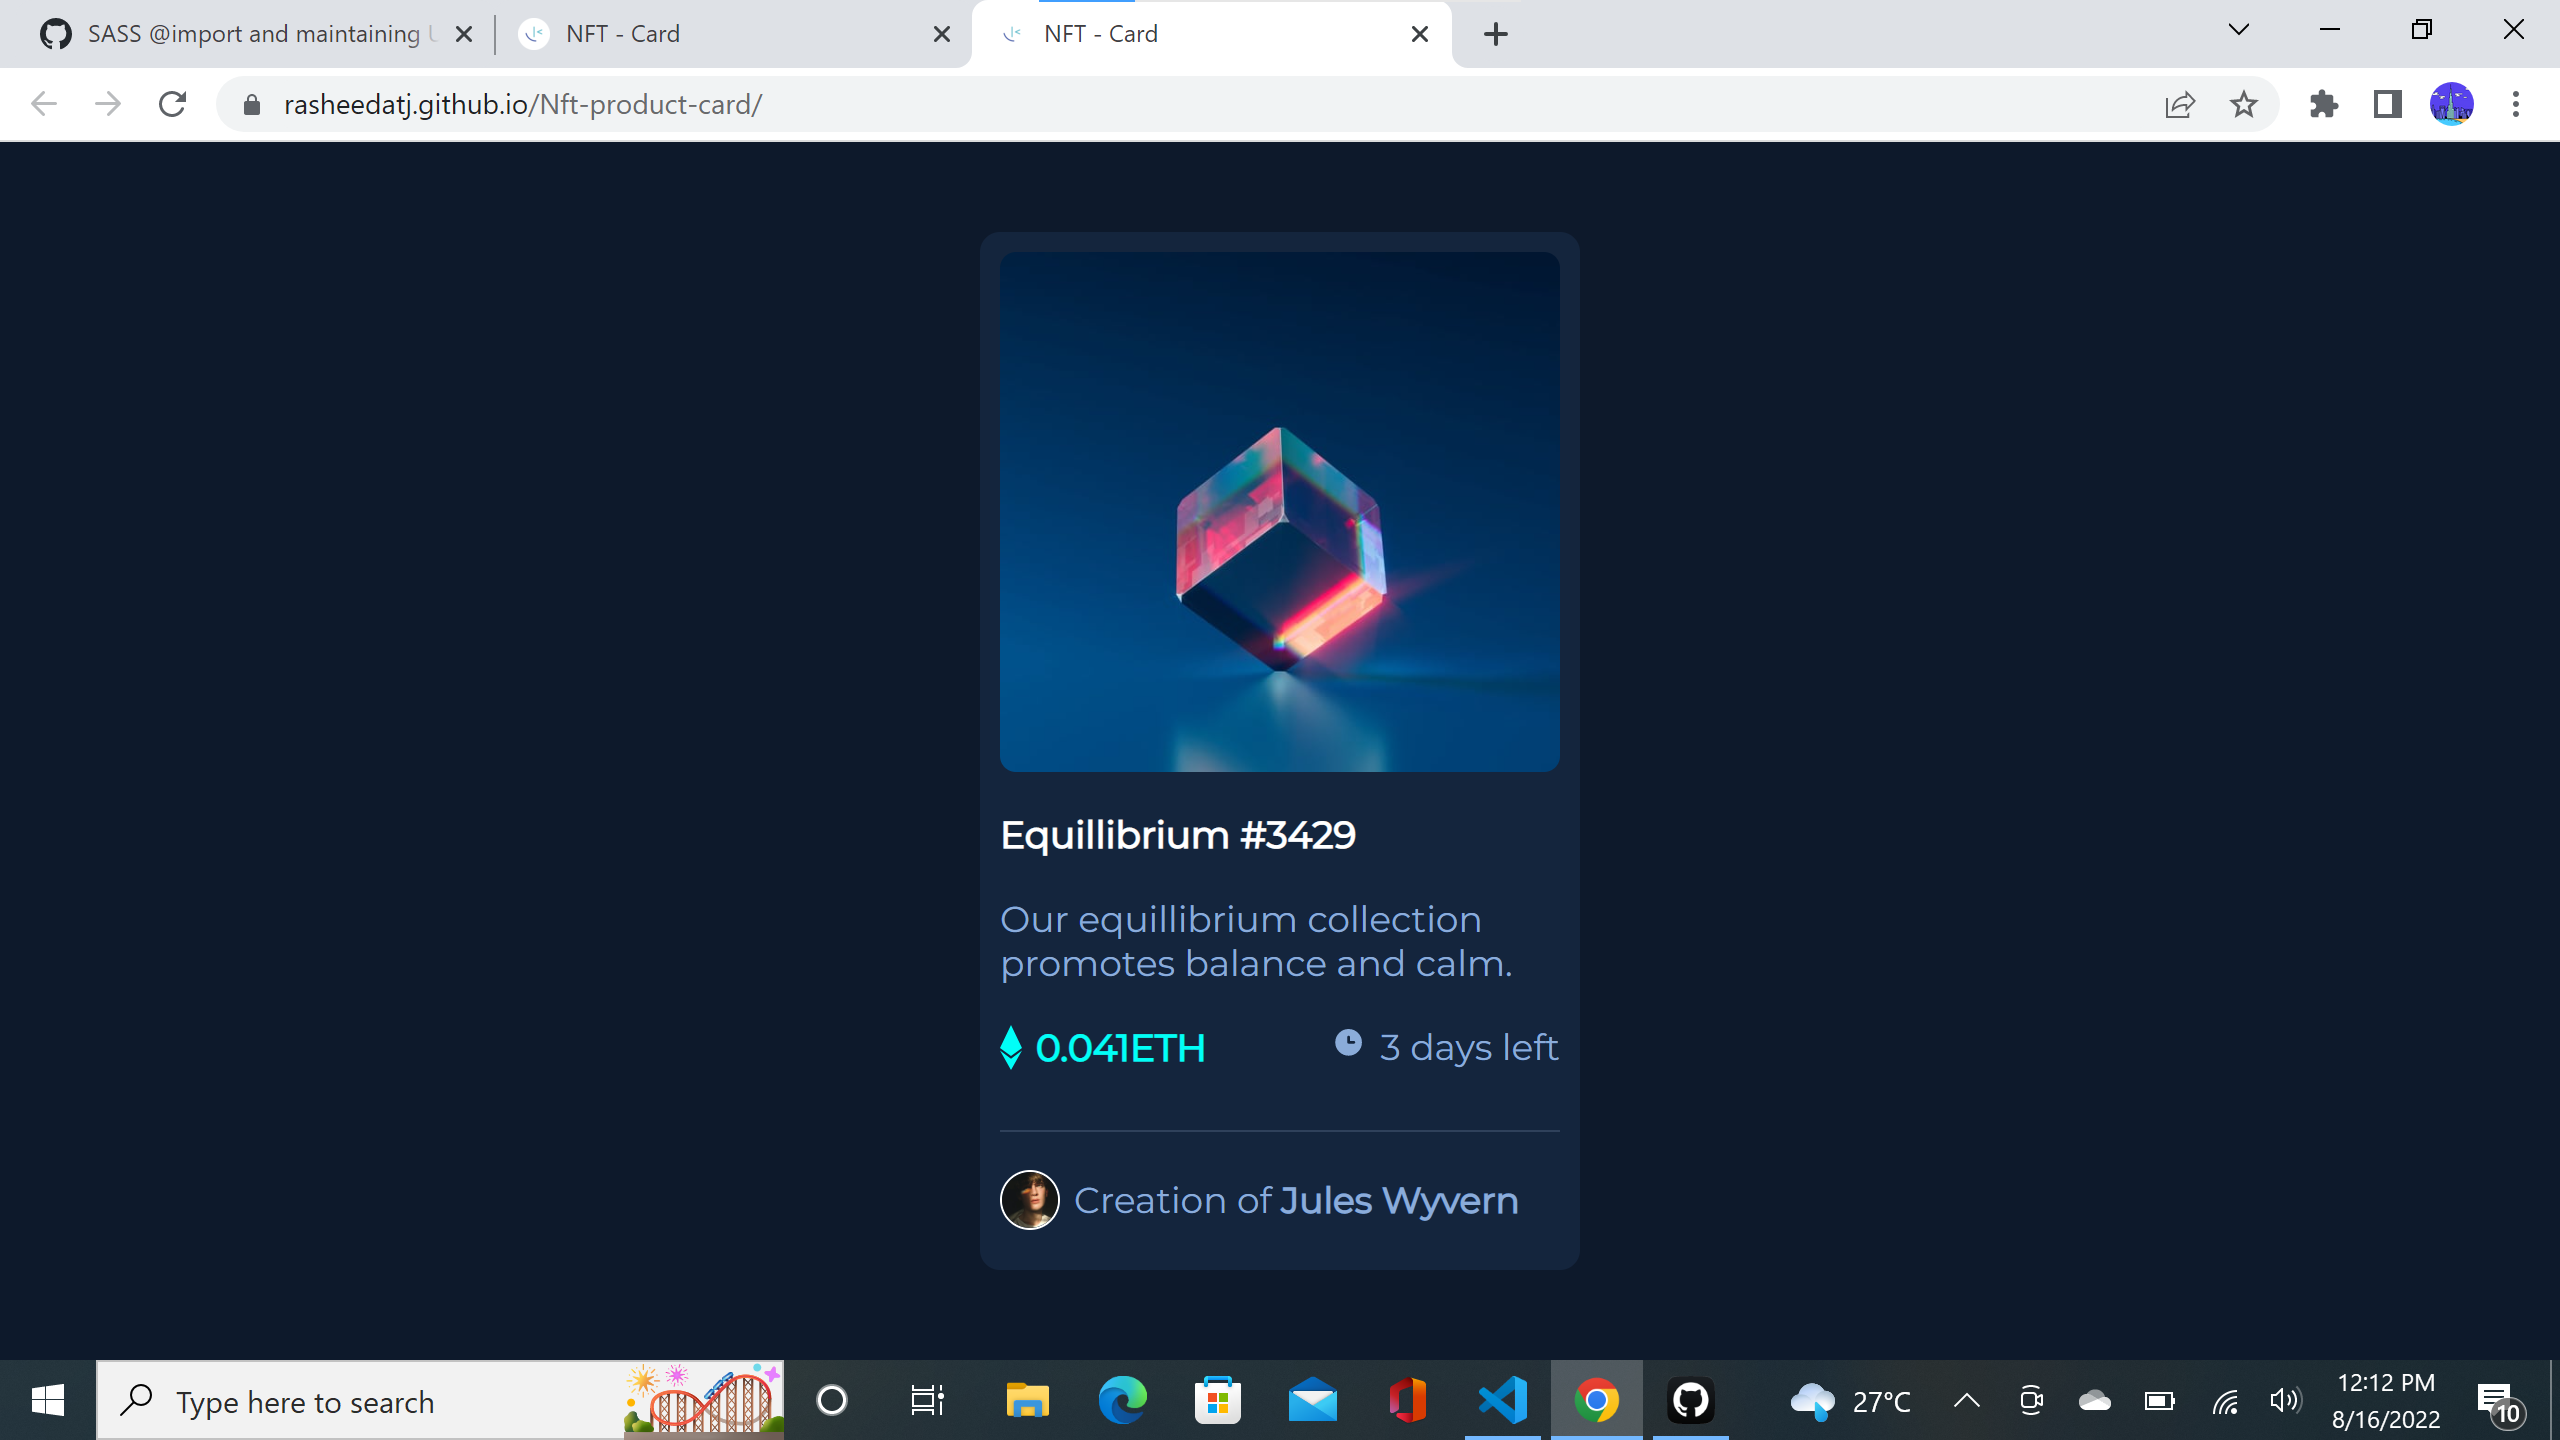 SASS @import and maintaining
NFT - Card
NFT - Card
rasheedatj.github.io/Nft-product-card/
Equillibrium #3429
Our equillibrium collection
promotes balance and calm.
0.041ETH
3 days left
Creation of Jules Wyvern
Type here to search
27°C
12:12 PM
8/16/2022
10